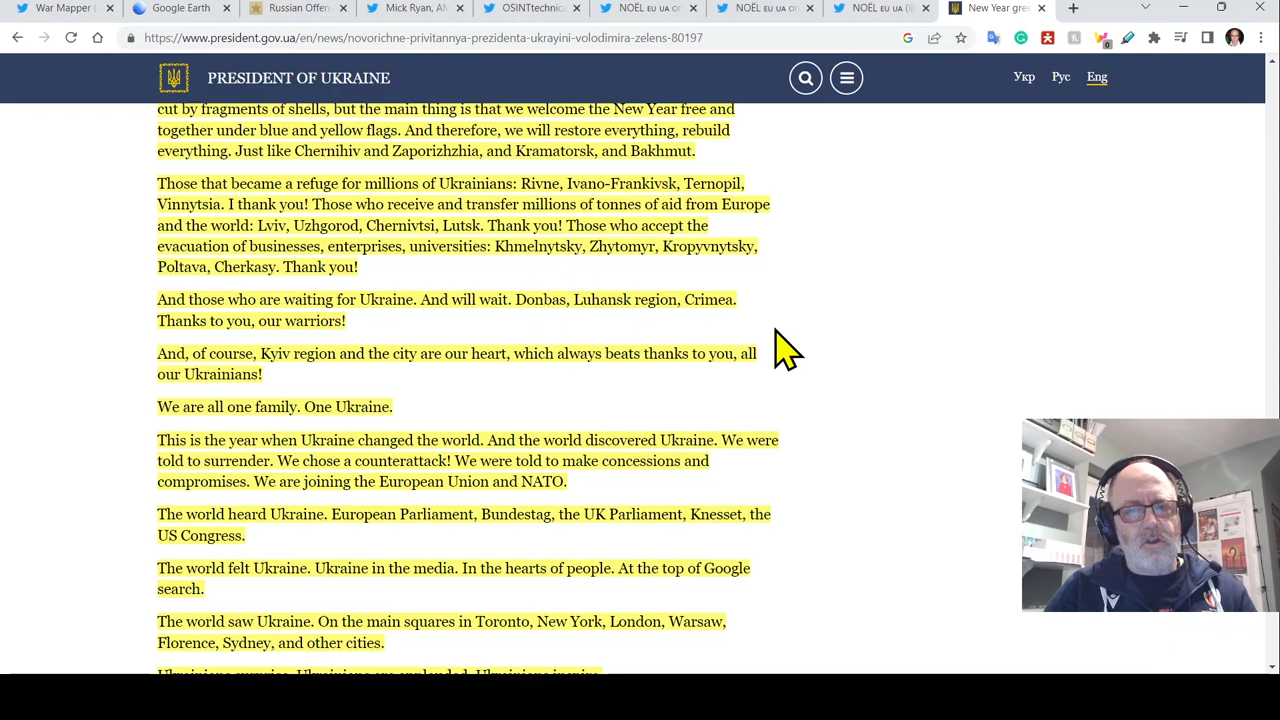 War Mapper (
Google Earth
Russian Offen
Mick Ryan, AM
OSINTtechnica
NOËL EU UA on
NOËL EU UA on
NOËL EU UA (@
New Year gree
https://www.president.gov.ua/en/news/novorichne-privitannya-prezidenta-ukrayini-volodimira-zelens-80197
PRESIDENT OF UKRAINE
Укр Рус Eng
cut by fragments of shells, but the main thing is that we welcome the New Year free and
together under blue and yellow flags. And therefore, we will restore everything, rebuild
everything. Just like Chernihiv and Zaporizhzhia, and Kramatorsk, and Bakhmut.
Those that became a refuge for millions of Ukrainians: Rivne, Ivano-Frankivsk, Ternopil,
Vinnytsia. I thank you! Those who receive and transfer millions of tonnes of aid from Europe
and the world: Lviv, Uzhgorod, Chernivtsi, Lutsk. Thank you! Those who accept the
evacuation of businesses, enterprises, universities: Khmelnytsky, Zhytomyr, Kropyvnytsky,
Poltava, Cherkasy. Thank you!
And those who are waiting for Ukraine. And will wait. Donbas, Luhansk region, Crimea.
Thanks to you, our warriors!
And, of course, Kyiv region and the city are our heart, which always beats thanks to you, all
our Ukrainians!
We are all one family. One Ukraine.
This is the year when Ukraine changed the world. And the world discovered Ukraine. We were
told to surrender. We chose a counterattack! We were told to make concessions and
compromises. We are joining the European Union and NATO.
The world heard Ukraine. European Parliament, Bundestag, the UK Parliament, Knesset, the
US Congress.
The world felt Ukraine. Ukraine in the media. In the hearts of people. At the top of Google
search.
The world saw Ukraine. On the main squares in Toronto, New York, London, Warsaw,
Florence, Sydney, and other cities.
Ukrainians surprise. Ukrainians are applauded. Ukrainians inspire.